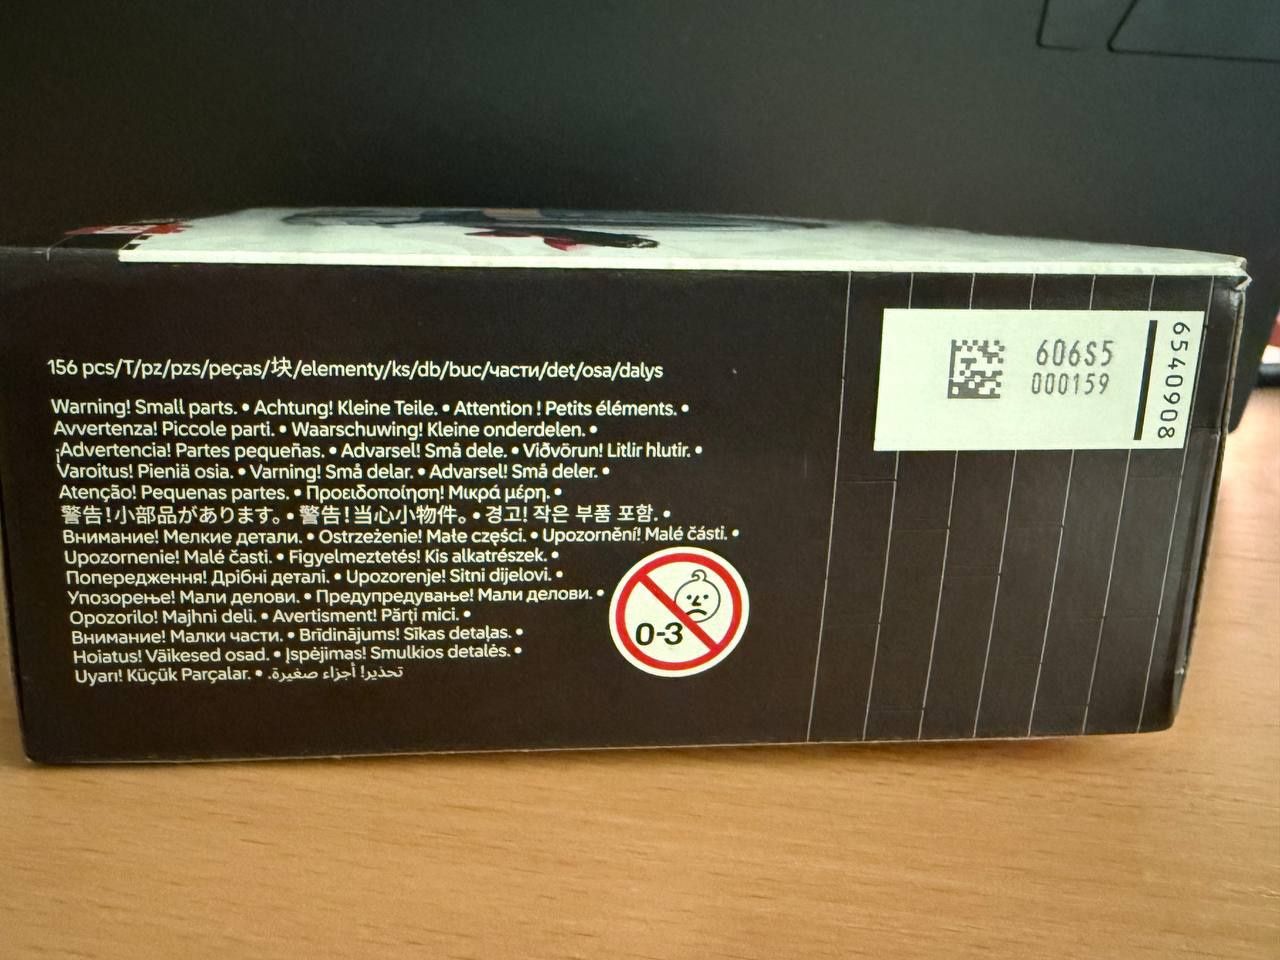 156 pcs/T/pz/pzs/peças/块/elementy/ks/db/buc/части/det/osa/dalys
Warning! Small parts. • Achtung! Kleine Teile. • Attention ! Petits éléments. •
Avvertenza! Piccole parti. • Waarschuwing! Kleine onderdelen. •
¡Advertencia! Partes pequeñas. • Advarsel! Små dele. • Viðvörun! Litlir hlutir. •
Varoitus! Pieniä osia. • Varning! Små delar. • Advarsel! Små deler. •
Atenção! Pequenas partes. • Προειδοποίηση! Μικρά μέρη. •
警告!小部品があります。• 警告!当心小物件。• 경고! 작은 부품 포함. •
Внимание! Мелкие детали. • Ostrzeżenie! Małe części. • Upozornění! Malé části. •
Upozornenie! Malé časti. • Figyelmeztetés! Kis alkatrészek. •
Попередження! Дрібні деталі. • Upozorenje! Sitni dijelovi. •
Упозорење! Мали делови. • Предупредување! Мали делови. •
Opozorilo! Majhni deli. • Avertisment! Părți mici. •
Внимание! Малки части. • Brīdinājums! Sīkas detaļas. •
Hoiatus! Väikesed osad. • Įspėjimas! Smulkios detalės. •
Uyarı! Küçük Parçalar. • تحذير! أجزاء صغيرة.
0-3
606S5
000159
6540908